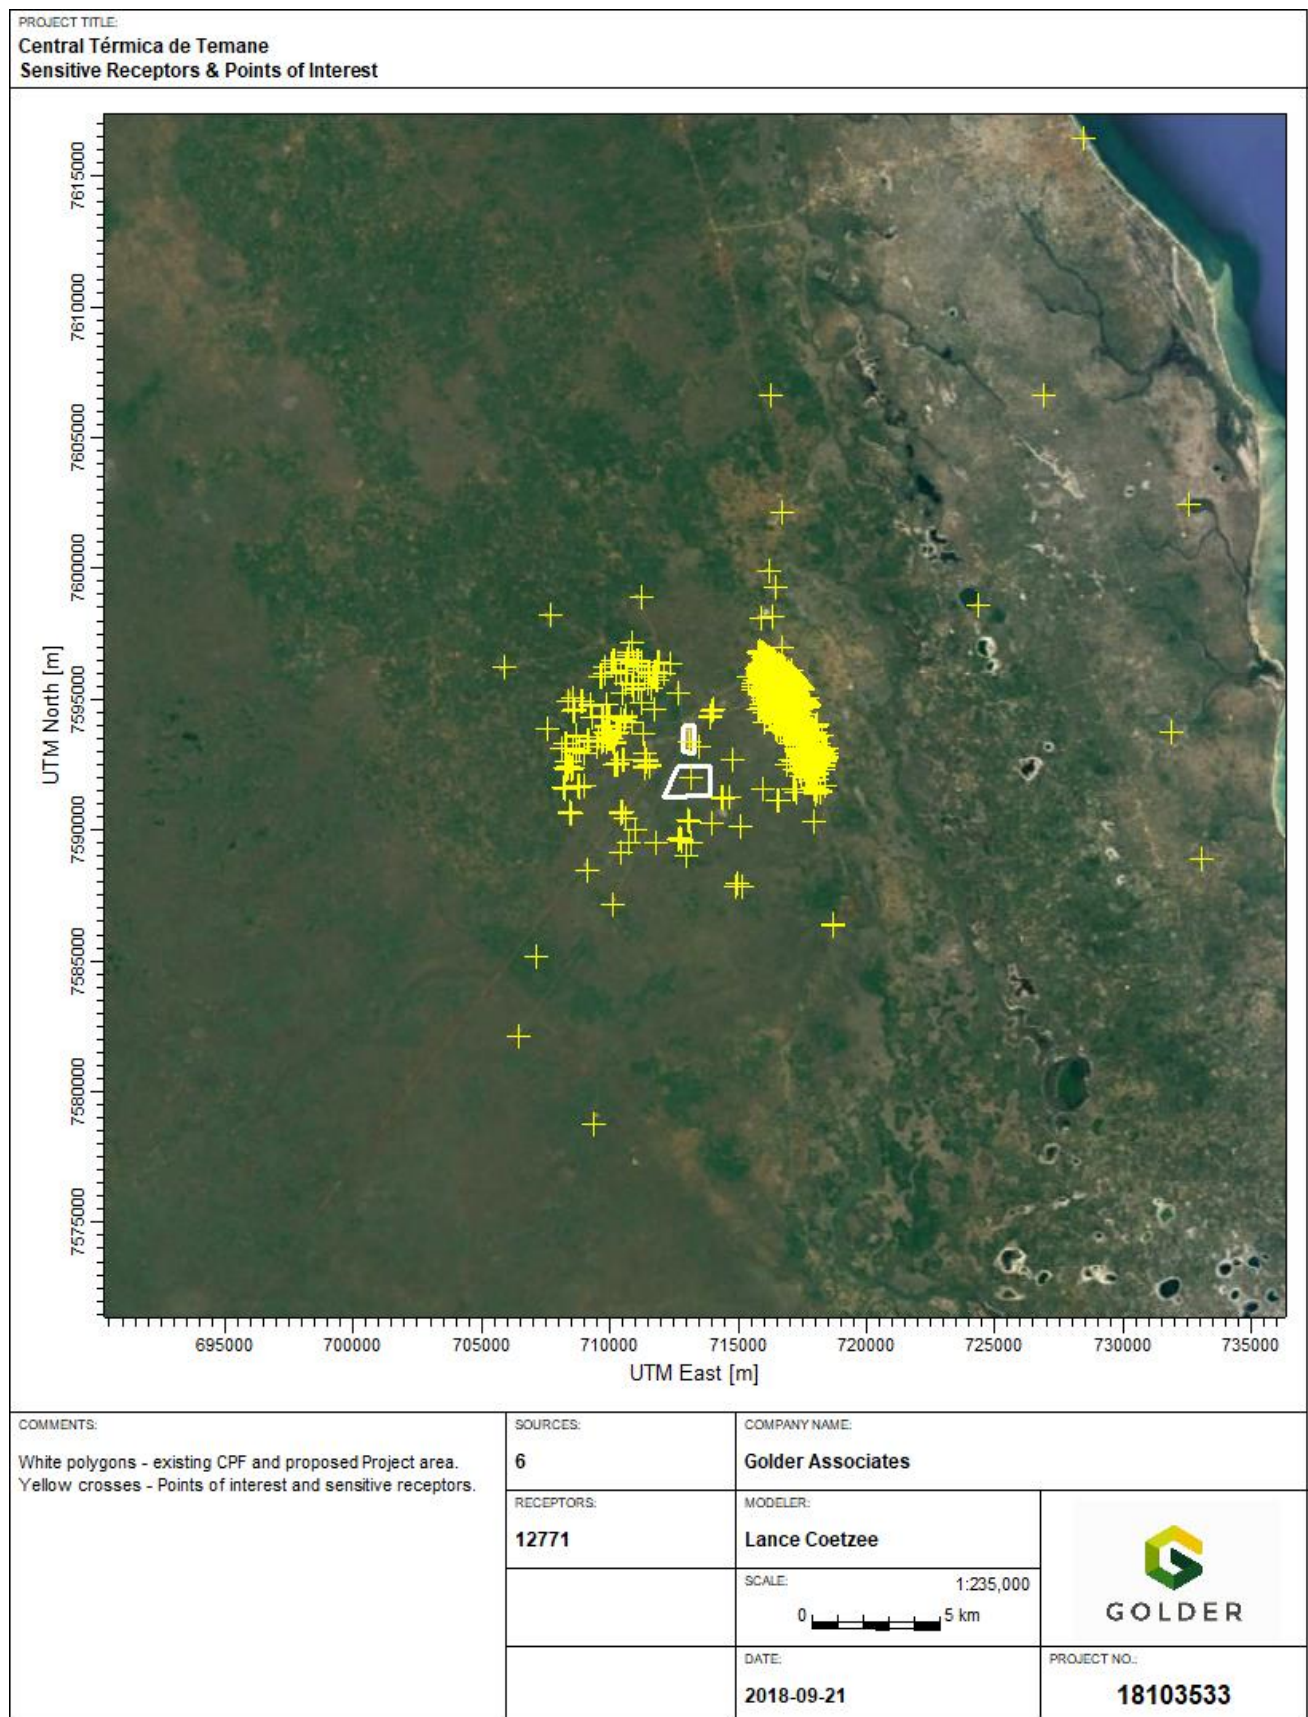 PROJECT TITLE:
Central Térmica de Temane
Sensitive Receptors & Points of Interest
UTM North [m]
7615000
7610000
7605000
7600000
7595000
7590000
7585000
7580000
7575000
695000 700000 705000 710000 715000 720000 725000 730000 735000
UTM East [m]
COMMENTS:
White polygons - existing CPF and proposed Project area.
Yellow crosses - Points of interest and sensitive receptors.
SOURCES:
6
COMPANY NAME:
Golder Associates
RECEPTORS:
12771
MODELER:
Lance Coetzee
SCALE:
1:235,000
0 5 km
GOLDER
DATE:
2018-09-21
PROJECT NO.:
18103533